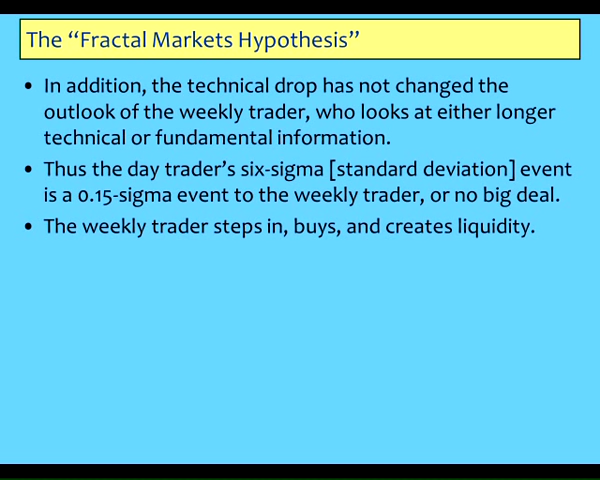 The “Fractal Markets Hypothesis”
• In addition, the technical drop has not changed the
outlook of the weekly trader, who looks at either longer
technical or fundamental information.
• Thus the day trader’s six-sigma [standard deviation] event
is a 0.15-sigma event to the weekly trader, or no big deal.
• The weekly trader steps in, buys, and creates liquidity.